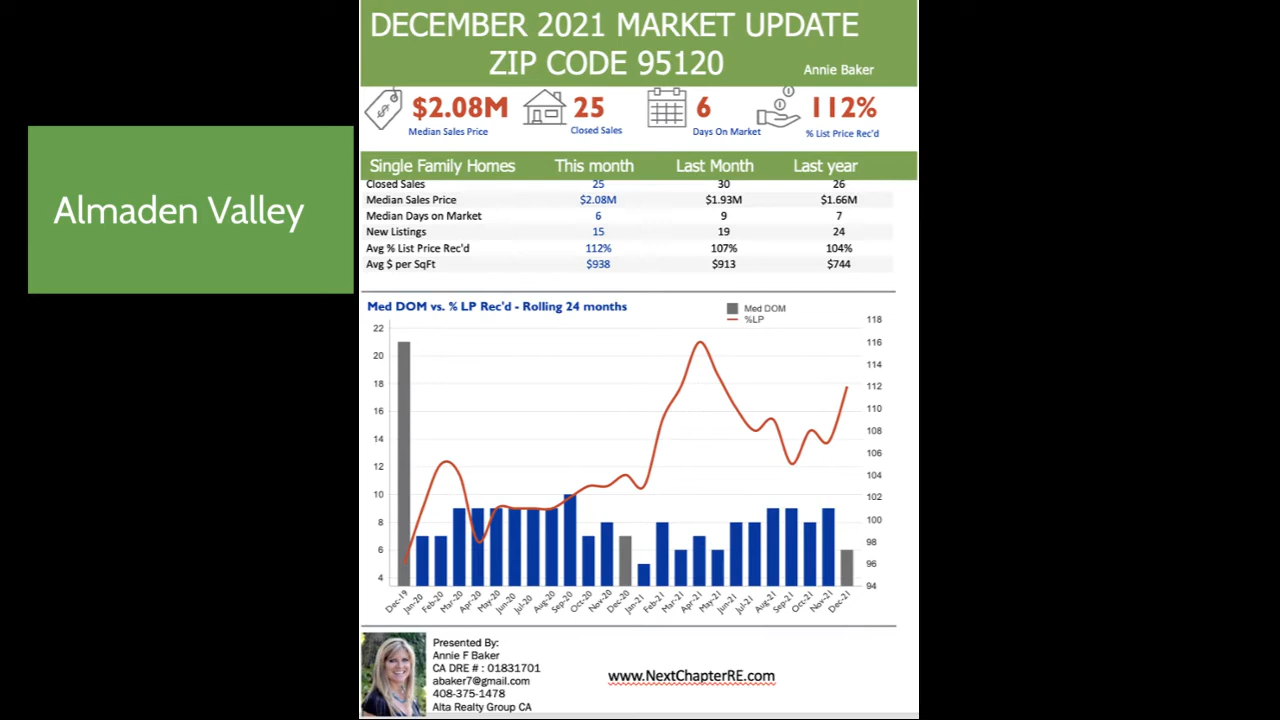 Almaden Valley
DECEMBER 2021 MARKET UPDATE
ZIP CODE 95120
Annie Baker
$2.08M
Median Sales Price
25
Closed Sales
6
Days On Market
112%
% List Price Rec'd
Single Family Homes This month Last Month Last year
Closed Sales 25 30 26
Median Sales Price $2.08M $1.93M $1.66M
Median Days on Market 6 9 7
New Listings 15 19 24
Avg % List Price Rec'd 112% 107% 104%
Avg $ per SqFt $938 $913 $744
Med DOM vs. % LP Rec'd - Rolling 24 months
Med DOM
%LP
22
20
18
16
14
12
10
8
6
4
118
116
114
112
110
108
106
104
102
100
98
96
94
Dec-19 Jan-20 Feb-20 Mar-20 Apr-20 May-20 Jun-20 Jul-20 Aug-20 Sep-20 Oct-20 Nov-20 Dec-20 Jan-21 Feb-21 Mar-21 Apr-21 May-21 Jun-21 Jul-21 Aug-21 Sep-21 Oct-21 Nov-21 Dec-21
Presented By:
Annie F Baker
CA DRE # : 01831701
abaker7@gmail.com
408-375-1478
Alta Realty Group CA
www.NextChapterRE.com